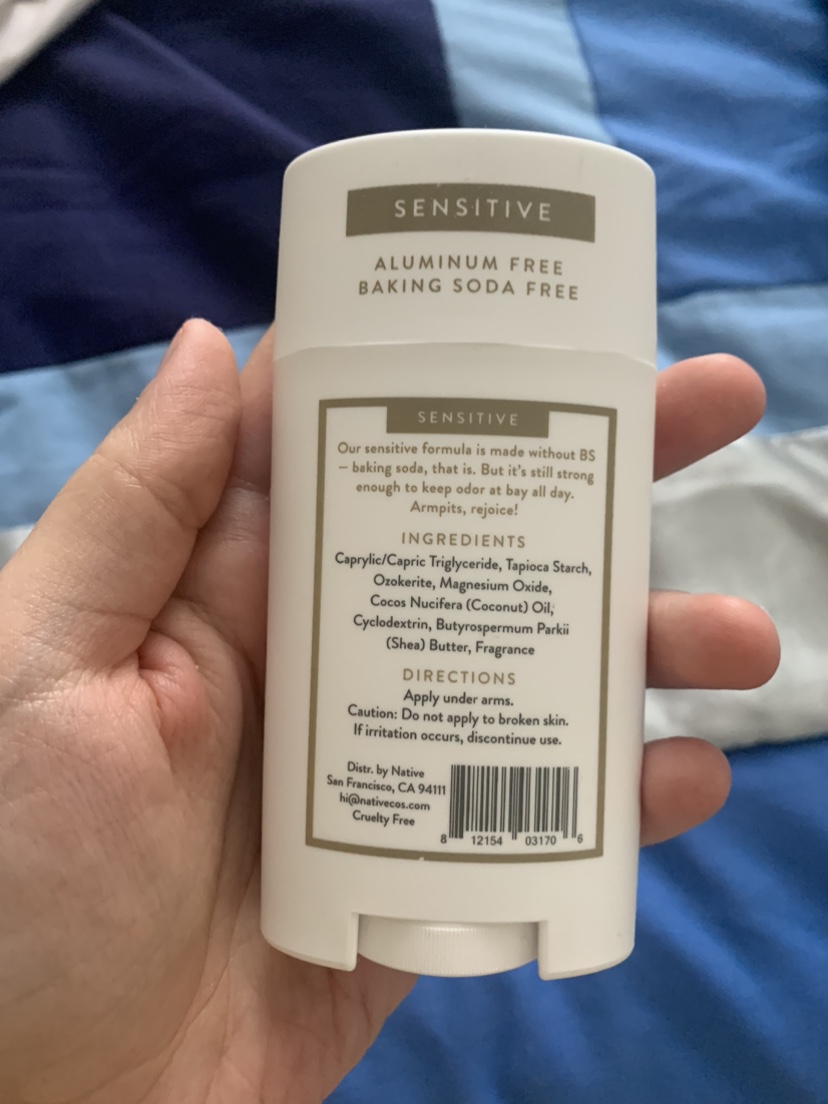 SENSITIVE
ALUMINUM FREE
BAKING SODA FREE
SENSITIVE
Our sensitive formula is made without BS
– baking soda, that is. But it's still strong
enough to keep odor at bay all day.
Armpits, rejoice!
INGREDIENTS
Caprylic/Capric Triglyceride, Tapioca Starch,
Ozokerite, Magnesium Oxide,
Cocos Nucifera (Coconut) Oil,
Cyclodextrin, Butyrospermum Parkii
(Shea) Butter, Fragrance
DIRECTIONS
Apply under arms.
Caution: Do not apply to broken skin.
If irritation occurs, discontinue use.
Distr. by Native
San Francisco, CA 94111
hi@nativecos.com
Cruelty Free
8 12154 03170 6